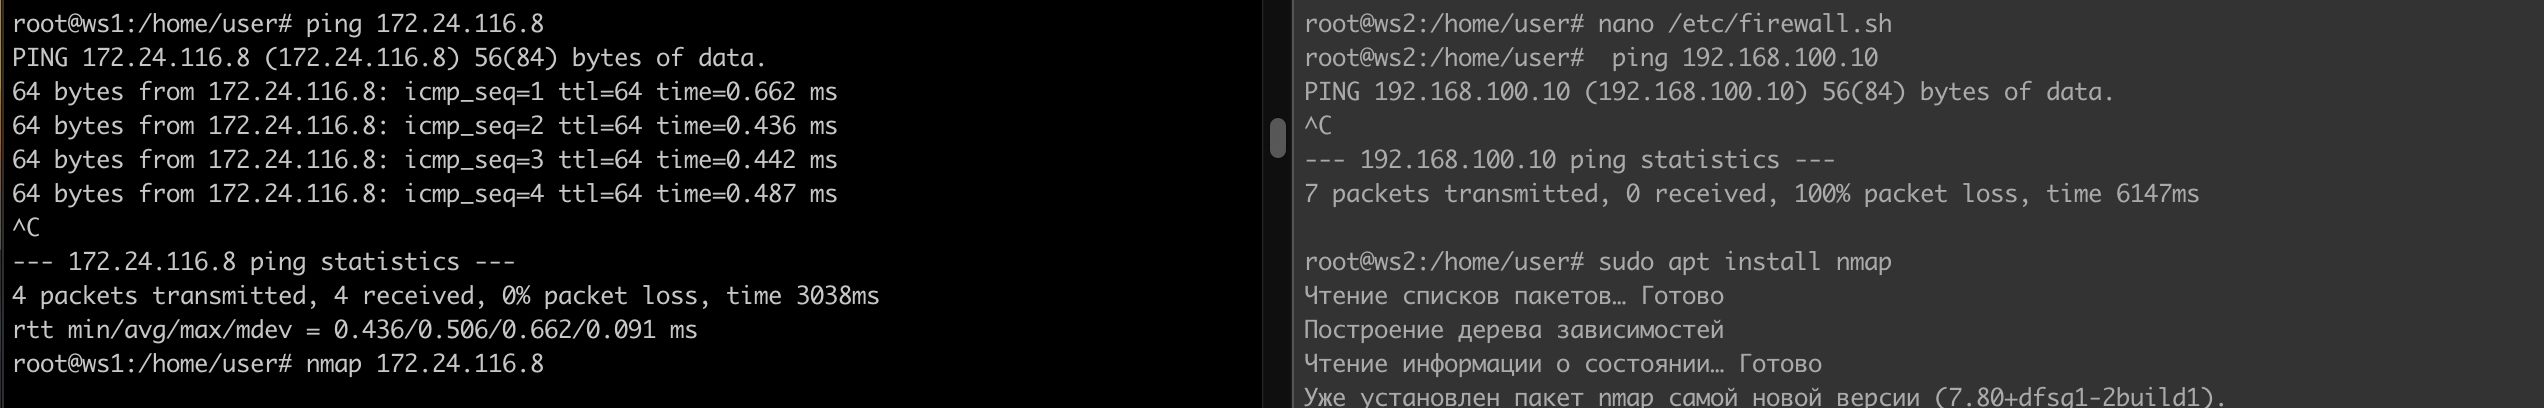 root@ws1:/home/user# ping 172.24.116.8
PING 172.24.116.8 (172.24.116.8) 56(84) bytes of data.
64 bytes from 172.24.116.8: icmp_seq=1 ttl=64 time=0.662 ms
64 bytes from 172.24.116.8: icmp_seq=2 ttl=64 time=0.436 ms
64 bytes from 172.24.116.8: icmp_seq=3 ttl=64 time=0.442 ms
64 bytes from 172.24.116.8: icmp_seq=4 ttl=64 time=0.487 ms
^C
--- 172.24.116.8 ping statistics ---
4 packets transmitted, 4 received, 0% packet loss, time 3038ms
rtt min/avg/max/mdev = 0.436/0.506/0.662/0.091 ms
root@ws1:/home/user# nmap 172.24.116.8
root@ws2:/home/user# nano /etc/firewall.sh
root@ws2:/home/user#  ping 192.168.100.10
PING 192.168.100.10 (192.168.100.10) 56(84) bytes of data.
^C
--- 192.168.100.10 ping statistics ---
7 packets transmitted, 0 received, 100% packet loss, time 6147ms
root@ws2:/home/user# sudo apt install nmap
Чтение списков пакетов… Готово
Построение дерева зависимостей
Чтение информации о состоянии… Готово
Уже установлен пакет nmap самой новой версии (7.80+dfsg1-2build1).